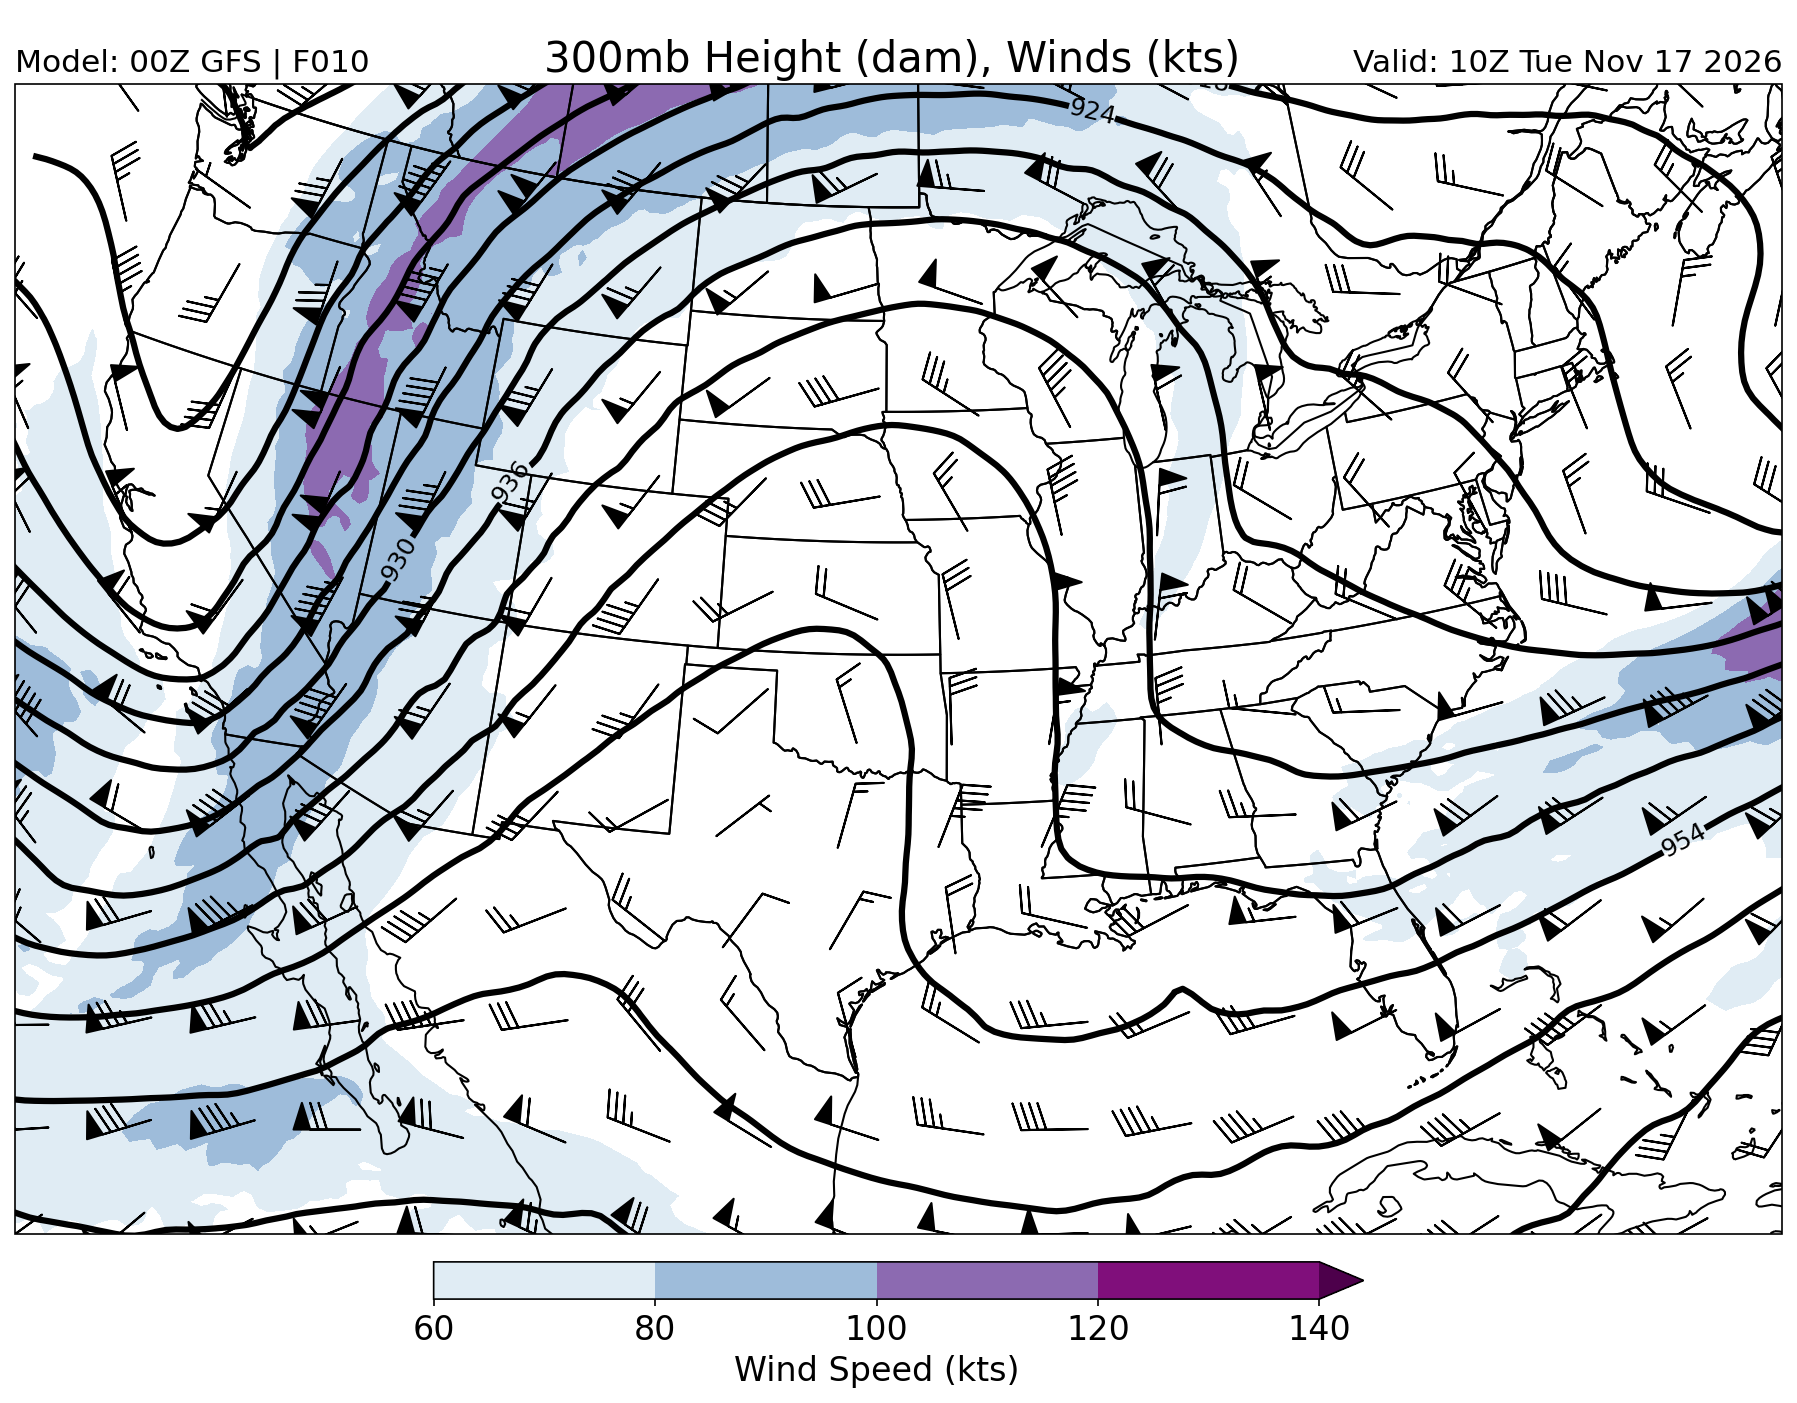 Model: 00Z GFS | F010
300mb Height (dam), Winds (kts)
Valid: 10Z Tue Nov 17 2026
924
936
930
954
60 80 100 120 140
Wind Speed (kts)